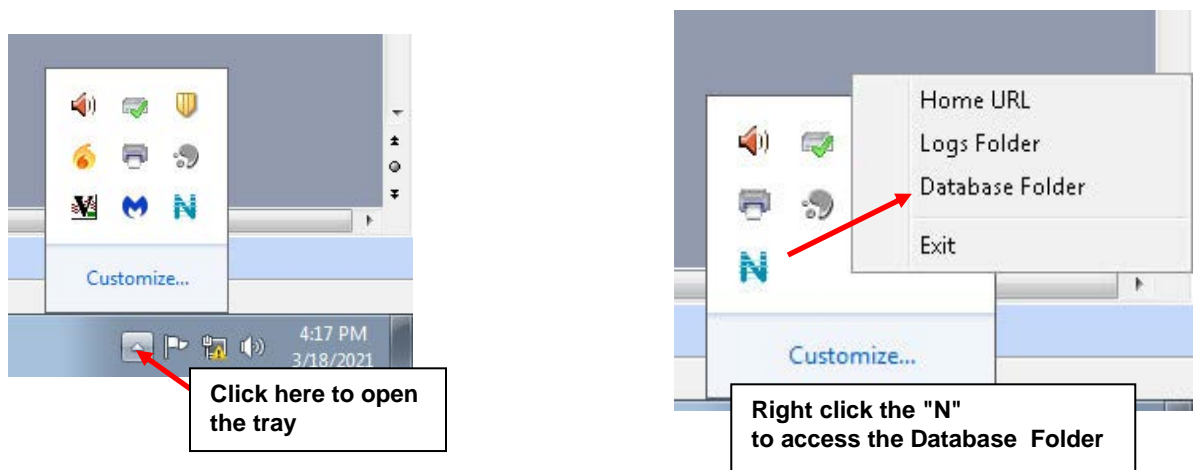 Customize...
4:17 PM
3/18/2021
Click here to open
the tray
Home URL
Logs Folder
Database Folder
Exit
N
Customize...
Right click the "N"
to access the Database Folder